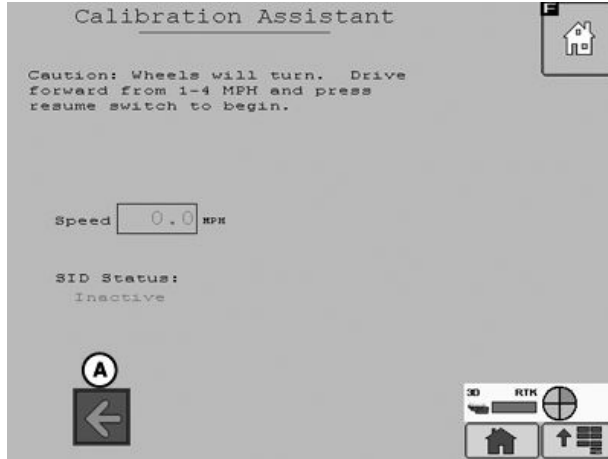 Calibration Assistant
F
Caution: Wheels will turn. Drive
forward from 1-4 MPH and press
resume switch to begin.
Speed 0.0 MPH
SID Status:
Inactive
A
3D RTK